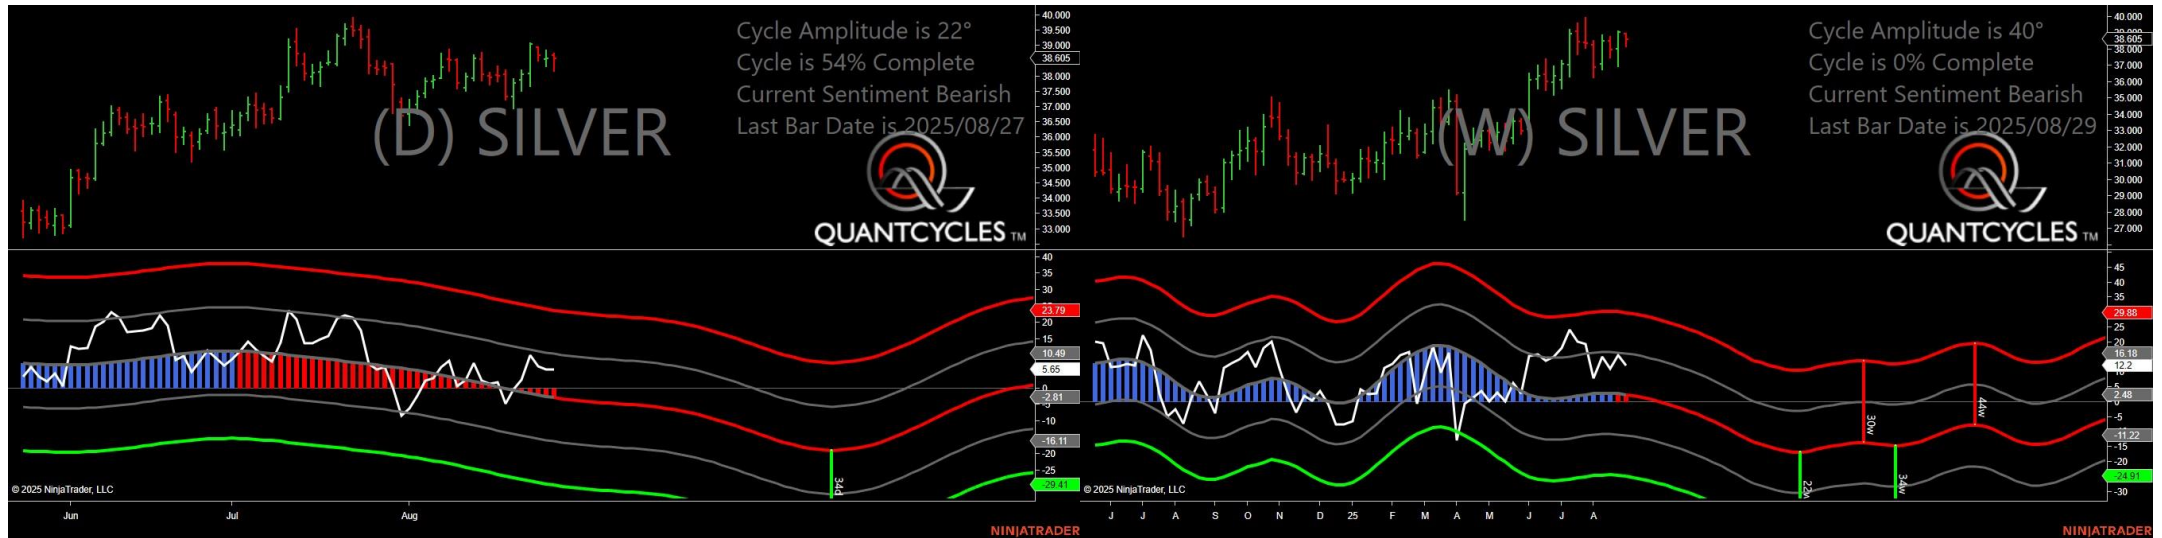 Cycle Amplitude is 22°
Cycle is 54% Complete
Current Sentiment Bearish
Last Bar Date is 2025/08/27
(D) SILVER
QUANTCYCLES TM
40.000
39.500
39.000
38.605
38.000
37.500
37.000
36.500
36.000
35.500
35.000
34.500
34.000
33.500
33.000
40
35
30
23.79
20
15
10.49
5.65
0
-2.81
-5
-10
-16.11
-20
-25
-29.41
34d
© 2025 NinjaTrader, LLC
Jun Jul Aug
NINJATRADER
Cycle Amplitude is 40°
Cycle is 0% Complete
Current Sentiment Bearish
Last Bar Date is 2025/08/29
(W) SILVER
QUANTCYCLES TM
40.000
38.605
38.000
37.000
36.000
35.000
34.000
33.000
32.000
31.000
30.000
29.000
28.000
27.000
45
40
35
29.88
25
20
16.18
12.2
10
5
2.48
0
-5
-11.22
-15
-20
-24.91
-30
22w
30w
34w
44w
© 2025 NinjaTrader, LLC
J J A S O N D 25 F M A M J J A
NINJATRADER